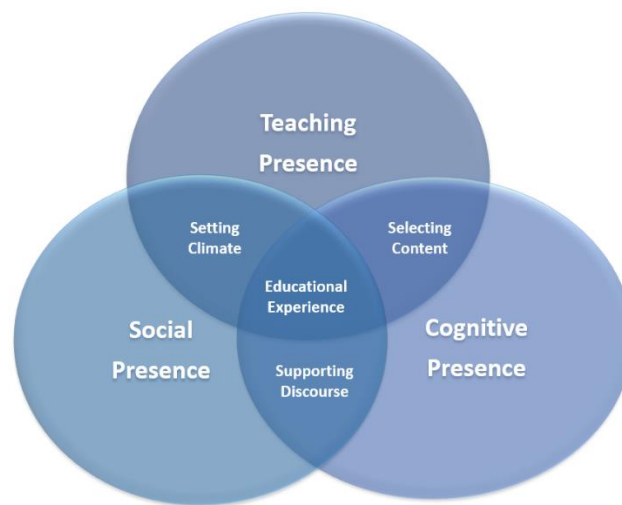 Teaching
Presence
Setting
Climate
Selecting
Content
Educational
Experience
Social
Presence
Cognitive
Presence
Supporting
Discourse